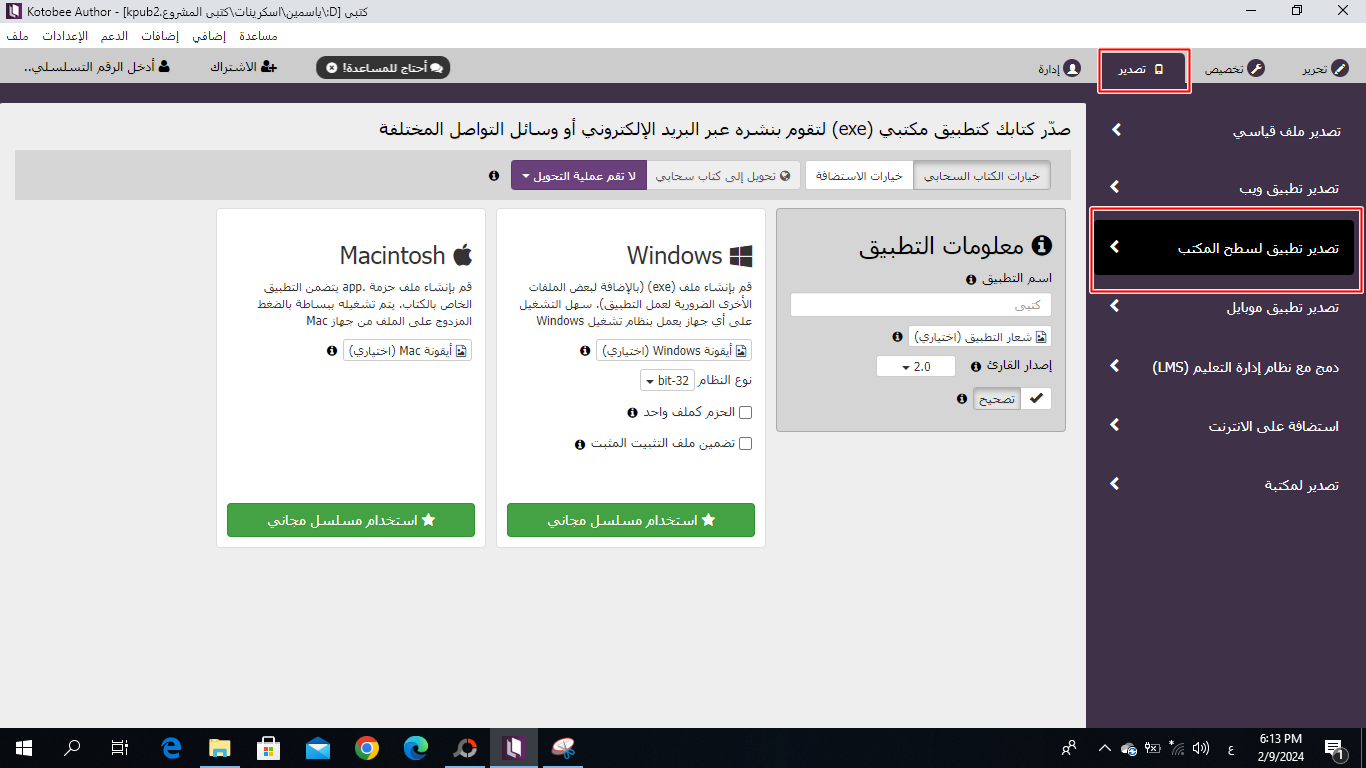 Kotobee Author - [D:\ياسمين\اسكرينات\كتبى المشروع.kpub2] كتبى
ملف الإعدادات الدعم إضافات إضافي مساعدة
تحرير تخصيص تصدير إدارة أحتاج للمساعدة! الاشتراك أدخل الرقم التسلسلي..
تصدير ملف قياسي
تصدير تطبيق ويب
تصدير تطبيق لسطح المكتب
تصدير تطبيق موبايل
دمج مع نظام إدارة التعليم (LMS)
استضافة على الانترنت
تصدير لمكتبة
صدّر كتابك كتطبيق مكتبي (exe) لتقوم بنشره عبر البريد الإلكتروني أو وسائل التواصل المختلفة
خيارات الكتاب السحابي خيارات الاستضافة تحويل إلى كتاب سحابي لا تقم عملية التحويل
معلومات التطبيق
اسم التطبيق
كتبى
شعار التطبيق (اختياري)
إصدار القارئ 2.0
تصحيح
Windows
قم بإنشاء ملف (exe) (بالإضافة لبعض الملفات
الأخرى الضرورية لعمل التطبيق). سهل التشغيل
على أي جهاز يعمل بنظام تشغيل Windows
أيقونة Windows (اختياري)
نوع النظام 32-bit
الحزم كملف واحد
تضمين ملف التثبيت المثبت
استخدام مسلسل مجاني
Macintosh
قم بإنشاء ملف حزمة .app يتضمن التطبيق
الخاص بالكتاب. يتم تشغيله ببساطة بالضغط
المزدوج على الملف من جهاز Mac
أيقونة Mac (اختياري)
استخدام مسلسل مجاني
ع
6:13 PM
2/9/2024
1